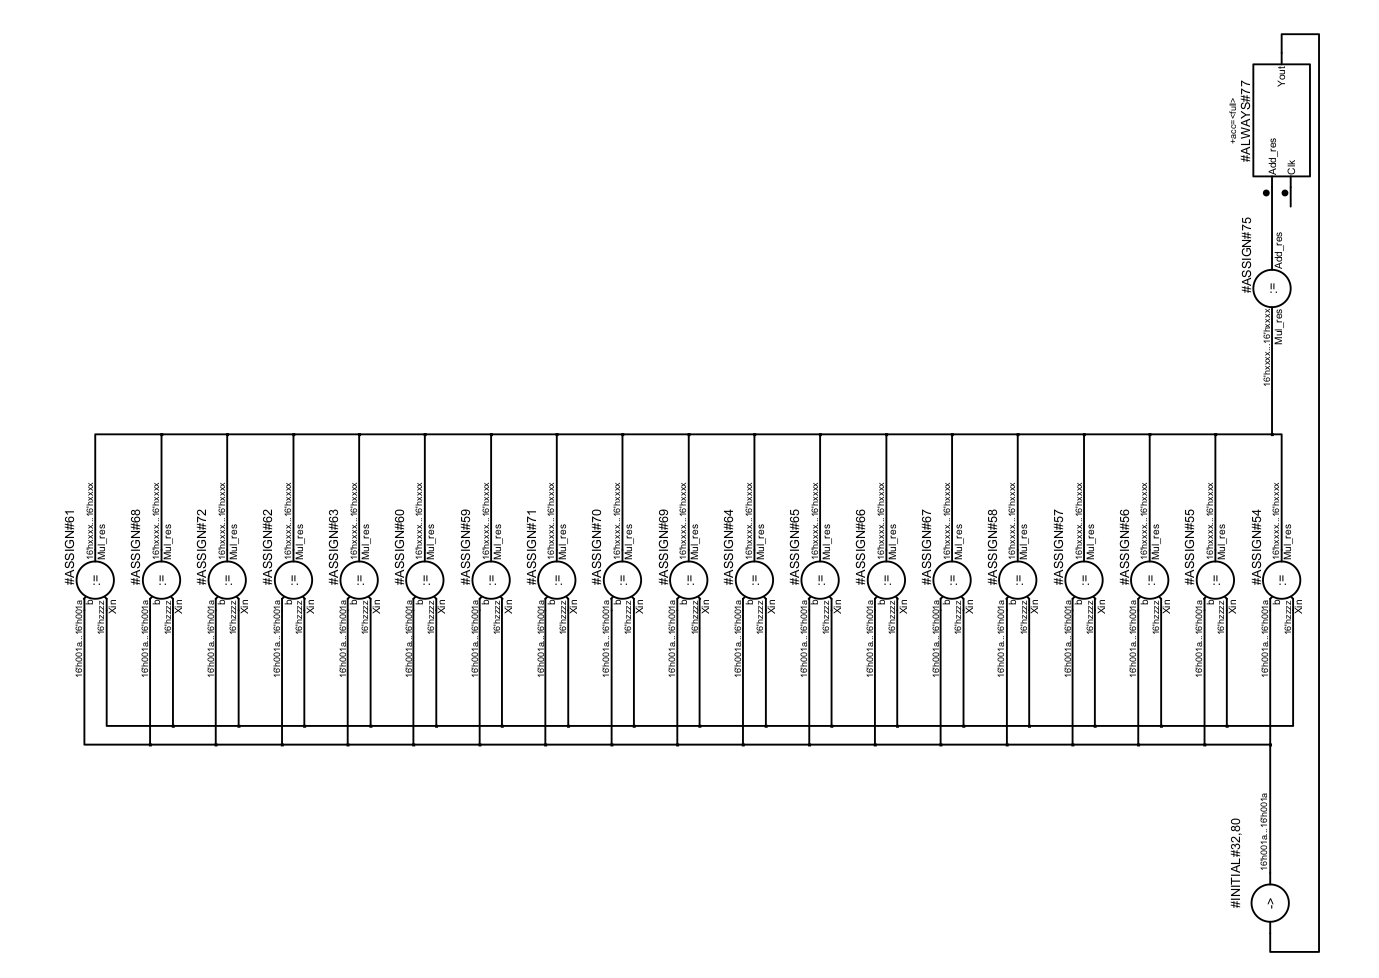 #ALWAYS#77
+acc=<full>
Add_res
Clk
Yout
#ASSIGN#75
:=
Add_res
Mul_res
16'hxxxx...16'hxxxx
#ASSIGN#61
16'hxxxx...16'hxxxx
Mul_res
:=
16'h001a...16'h001a
b
16'hzzzz
Xin
#ASSIGN#68
16'hxxxx...16'hxxxx
Mul_res
:=
16'h001a...16'h001a
b
16'hzzzz
Xin
#ASSIGN#72
16'hxxxx...16'hxxxx
Mul_res
:=
16'h001a...16'h001a
b
16'hzzzz
Xin
#ASSIGN#62
16'hxxxx...16'hxxxx
Mul_res
:=
16'h001a...16'h001a
b
16'hzzzz
Xin
#ASSIGN#63
16'hxxxx...16'hxxxx
Mul_res
:=
16'h001a...16'h001a
b
16'hzzzz
Xin
#ASSIGN#60
16'hxxxx...16'hxxxx
Mul_res
:=
16'h001a...16'h001a
b
16'hzzzz
Xin
#ASSIGN#59
16'hxxxx...16'hxxxx
Mul_res
:=
16'h001a...16'h001a
b
16'hzzzz
Xin
#ASSIGN#71
16'hxxxx...16'hxxxx
Mul_res
:=
16'h001a...16'h001a
b
16'hzzzz
Xin
#ASSIGN#70
16'hxxxx...16'hxxxx
Mul_res
:=
16'h001a...16'h001a
b
16'hzzzz
Xin
#ASSIGN#69
16'hxxxx...16'hxxxx
Mul_res
:=
16'h001a...16'h001a
b
16'hzzzz
Xin
#ASSIGN#64
16'hxxxx...16'hxxxx
Mul_res
:=
16'h001a...16'h001a
b
16'hzzzz
Xin
#ASSIGN#65
16'hxxxx...16'hxxxx
Mul_res
:=
16'h001a...16'h001a
b
16'hzzzz
Xin
#ASSIGN#66
16'hxxxx...16'hxxxx
Mul_res
:=
16'h001a...16'h001a
b
16'hzzzz
Xin
#ASSIGN#67
16'hxxxx...16'hxxxx
Mul_res
:=
16'h001a...16'h001a
b
16'hzzzz
Xin
#ASSIGN#58
16'hxxxx...16'hxxxx
Mul_res
:=
16'h001a...16'h001a
b
16'hzzzz
Xin
#ASSIGN#57
16'hxxxx...16'hxxxx
Mul_res
:=
16'h001a...16'h001a
b
16'hzzzz
Xin
#ASSIGN#56
16'hxxxx...16'hxxxx
Mul_res
:=
16'h001a...16'h001a
b
16'hzzzz
Xin
#ASSIGN#55
16'hxxxx...16'hxxxx
Mul_res
:=
16'h001a...16'h001a
b
16'hzzzz
Xin
#ASSIGN#54
16'hxxxx...16'hxxxx
Mul_res
:=
16'h001a...16'h001a
b
16'hzzzz
Xin
#INITIAL#32,80
16'h001a...16'h001a
->